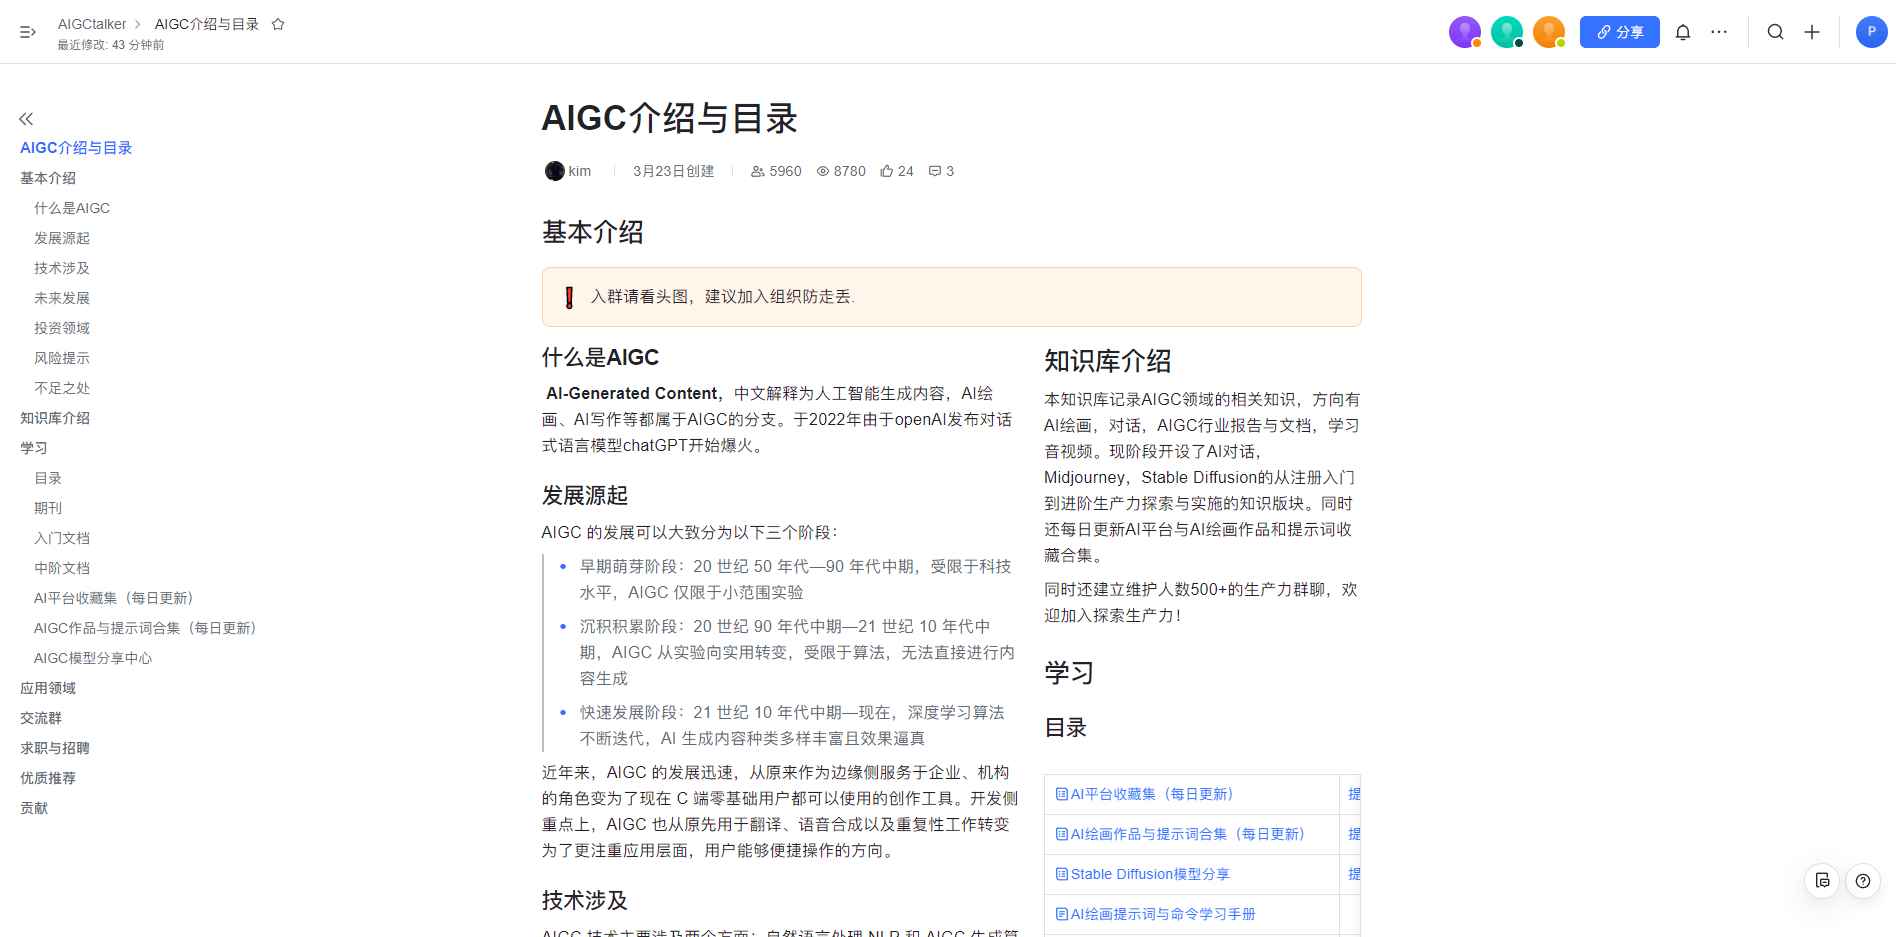 AIGCtalker
AIGC介绍与目录
最近修改: 43 分钟前
分享
P
AIGC介绍与目录
基本介绍
什么是AIGC
发展源起
技术涉及
未来发展
投资领域
风险提示
不足之处
知识库介绍
学习
目录
期刊
入门文档
中阶文档
AI平台收藏集（每日更新）
AIGC作品与提示词合集（每日更新）
AIGC模型分享中心
应用领域
交流群
求职与招聘
优质推荐
贡献
AIGC介绍与目录
kim
3月23日创建
5960
8780
24
3
基本介绍
❗ 入群请看头图，建议加入组织防走丢.
什么是AIGC
AI-Generated Content，中文解释为人工智能生成内容，AI绘
画、AI写作等都属于AIGC的分支。于2022年由于openAI发布对话
式语言模型chatGPT开始爆火。
发展源起
AIGC 的发展可以大致分为以下三个阶段：
• 早期萌芽阶段：20 世纪 50 年代—90 年代中期，受限于科技
水平，AIGC 仅限于小范围实验
• 沉积积累阶段：20 世纪 90 年代中期—21 世纪 10 年代中
期，AIGC 从实验向实用转变，受限于算法，无法直接进行内
容生成
• 快速发展阶段：21 世纪 10 年代中期—现在，深度学习算法
不断迭代，AI 生成内容种类多样丰富且效果逼真
近年来，AIGC 的发展迅速，从原来作为边缘侧服务于企业、机构
的角色变为了现在 C 端零基础用户都可以使用的创作工具。开发侧
重点上，AIGC 也从原先用于翻译、语音合成以及重复性工作转变
为了更注重应用层面，用户能够便捷操作的方向。
技术涉及
AIGC 技术主要涉及两个方面：自然语言处理 NLP 和 AIGC 生成算
知识库介绍
本知识库记录AIGC领域的相关知识，方向有
AI绘画，对话，AIGC行业报告与文档，学习
音视频。现阶段开设了AI对话，
Midjourney，Stable Diffusion的从注册入门
到进阶生产力探索与实施的知识版块。同时
还每日更新AI平台与AI绘画作品和提示词收
藏合集。
同时还建立维护人数500+的生产力群聊，欢
迎加入探索生产力！
学习
目录
AI平台收藏集（每日更新） 提
AI绘画作品与提示词合集（每日更新） 提
Stable Diffusion模型分享 提
AI绘画提示词与命令学习手册